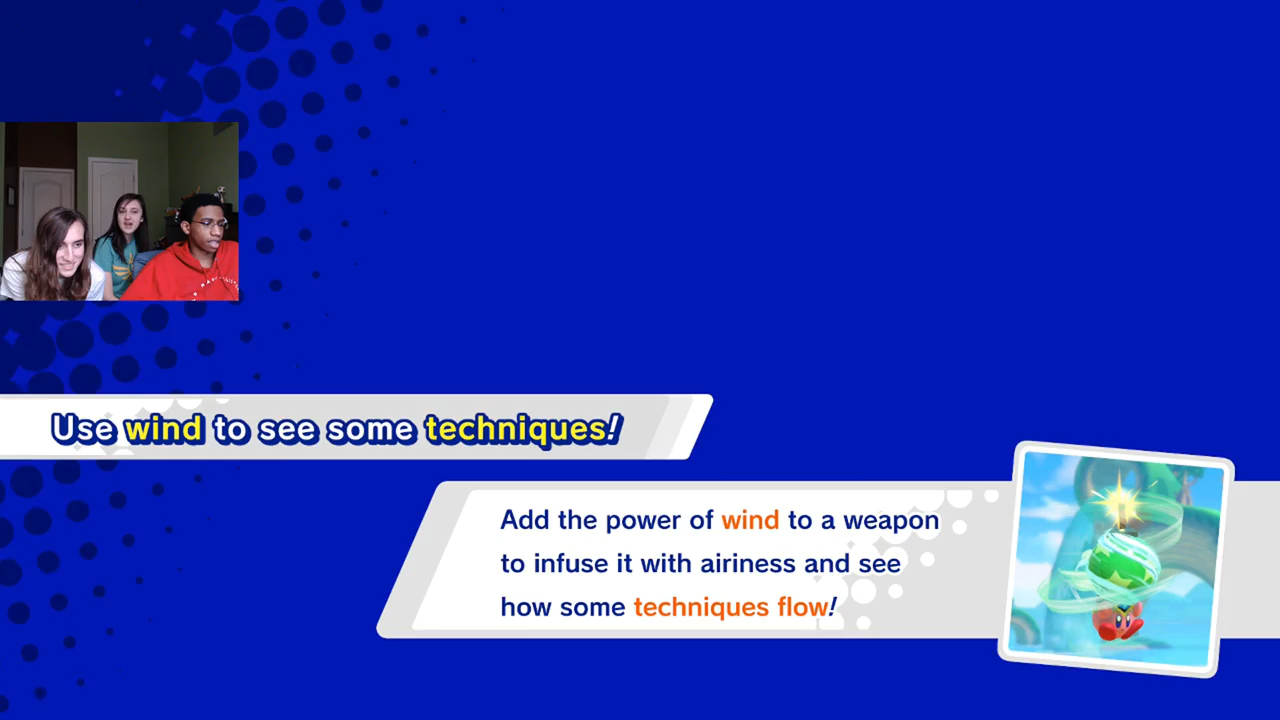 Use wind to see some techniques!
Add the power of wind to a weapon
to infuse it with airiness and see
how some techniques flow!